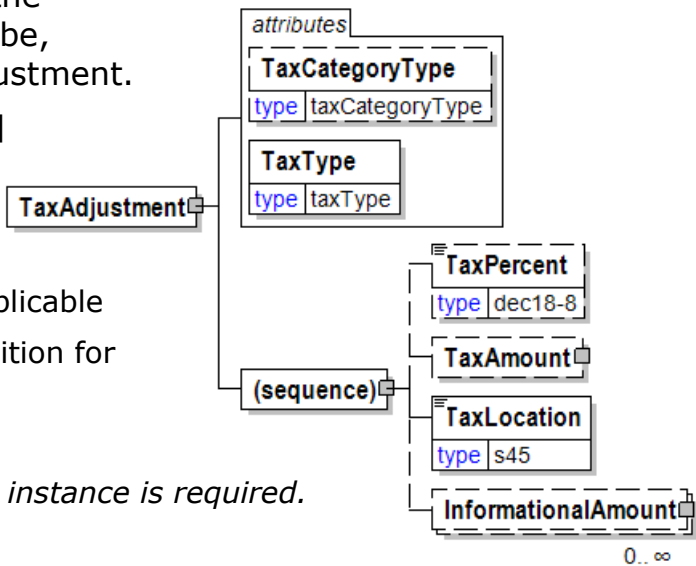 the
be,
ustment.
attributes
TaxCategoryType
type taxCategoryType
TaxType
type taxType
TaxAdjustment
plicable
ition for
(sequence)
instance is required.
TaxPercent
type dec18-8
TaxAmount
TaxLocation
type s45
InformationalAmount
0.. ∞